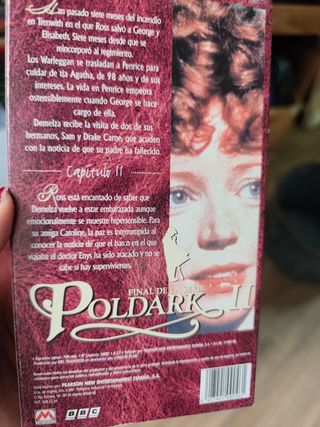 Han pasado siete meses del incendio
en Trenwith en el que Ross salvó a George y
Elisabeth. Siete meses desde que se
reincorporó al regimiento.
Los Warleggan se trasladan a Penrice para
cuidar de tía Agatha, de 98 años y de sus
intereses. La vida en Penrice empeora
ostensiblemente cuando George se hace
cargo de ella.
Demelza recibe la visita de dos de sus
hermanos, Sam y Drake Carne, que acuden
con la noticia de que su padre ha fallecido.
Capítulo II
Ross está encantado de saber que
Demelza vuelve a estar embarazada aunque
emocionalmente se muestre hipersensible. Para
su amiga Caroline, la paz es interrumpida al
conocer la noticia de que el barco en el que
viajaba el doctor Enys ha sido atacado y no se
sabe si hay supervivientes.
FINAL DE LA SERIE
POLDARK II
PEARSON NEW ENTERTAINMENT ESPAÑA, S.A.
BBC